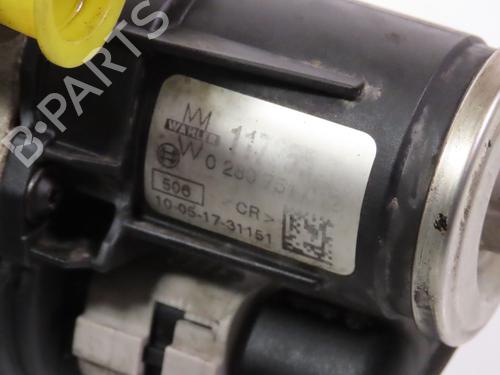 B-PARTS
WAHLER
W 0 280 751
506
<CR>
10-05-17-31151